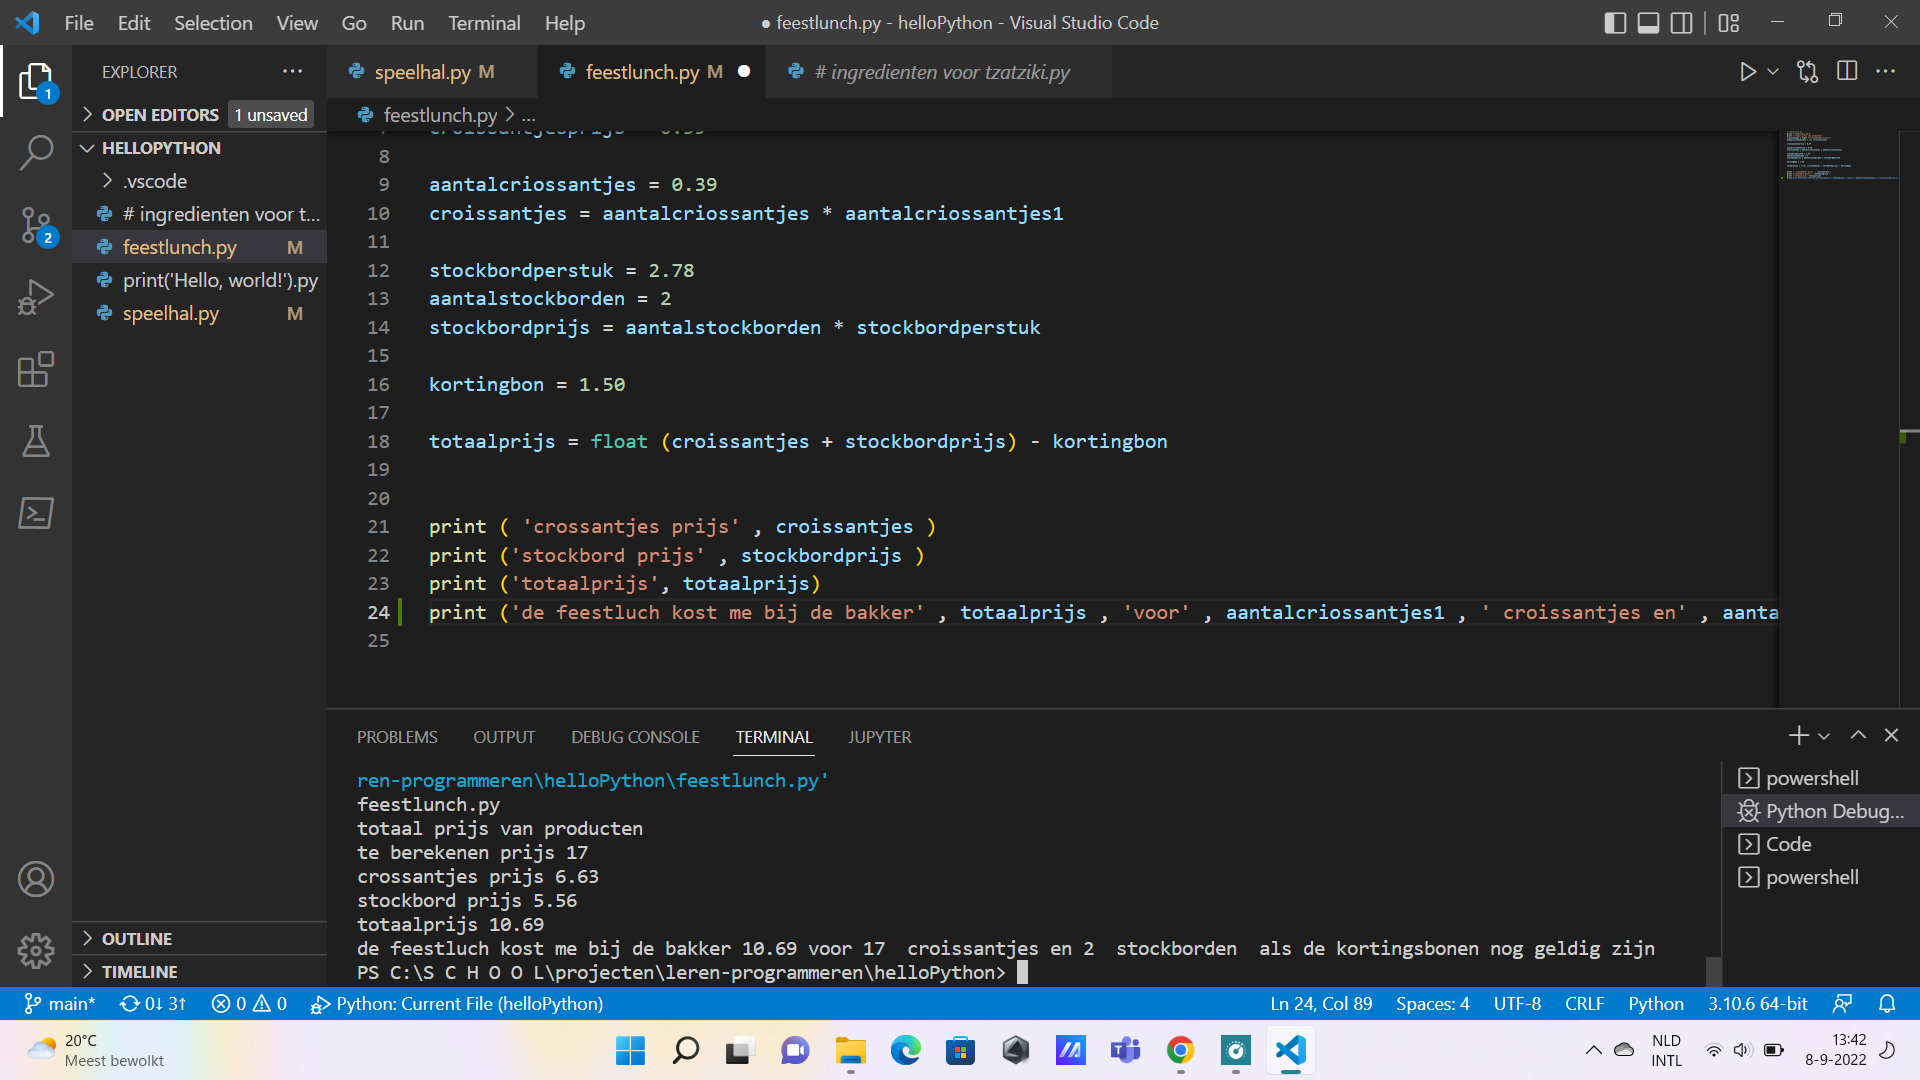 File Edit Selection View Go Run Terminal Help
● feestlunch.py - helloPython - Visual Studio Code
EXPLORER
speelhal.py M
feestlunch.py M
# ingredienten voor tzatziki.py
OPEN EDITORS 1 unsaved
feestlunch.py > ...
HELLOPYTHON
.vscode
# ingredienten voor t...
feestlunch.py M
print('Hello, world!').py
speelhal.py M
1
2
8
9 aantalcriossantjes = 0.39
10 croissantjes = aantalcriossantjes * aantalcriossantjes1
11
12 stockbordperstuk = 2.78
13 aantalstockborden = 2
14 stockbordprijs = aantalstockborden * stockbordperstuk
15
16 kortingbon = 1.50
17
18 totaalprijs = float (croissantjes + stockbordprijs) - kortingbon
19
20
21 print ( 'crossantjes prijs' , croissantjes )
22 print ('stockbord prijs' , stockbordprijs )
23 print ('totaalprijs', totaalprijs)
24 print ('de feestluch kost me bij de bakker' , totaalprijs , 'voor' , aantalcriossantjes1 , ' croissantjes en' , aanta
25
PROBLEMS OUTPUT DEBUG CONSOLE TERMINAL JUPYTER
ren-programmeren\helloPython\feestlunch.py'
feestlunch.py
totaal prijs van producten
te berekenen prijs 17
crossantjes prijs 6.63
stockbord prijs 5.56
totaalprijs 10.69
de feestluch kost me bij de bakker 10.69 voor 17  croissantjes en 2  stockborden  als de kortingsbonen nog geldig zijn
PS C:\S C H O O L\projecten\leren-programmeren\helloPython>
powershell
Python Debug...
Code
powershell
OUTLINE
TIMELINE
main* 0↓ 3↑ 0 0 Python: Current File (helloPython)
Ln 24, Col 89 Spaces: 4 UTF-8 CRLF Python 3.10.6 64-bit
20°C
Meest bewolkt
NLD
INTL
13:42
8-9-2022